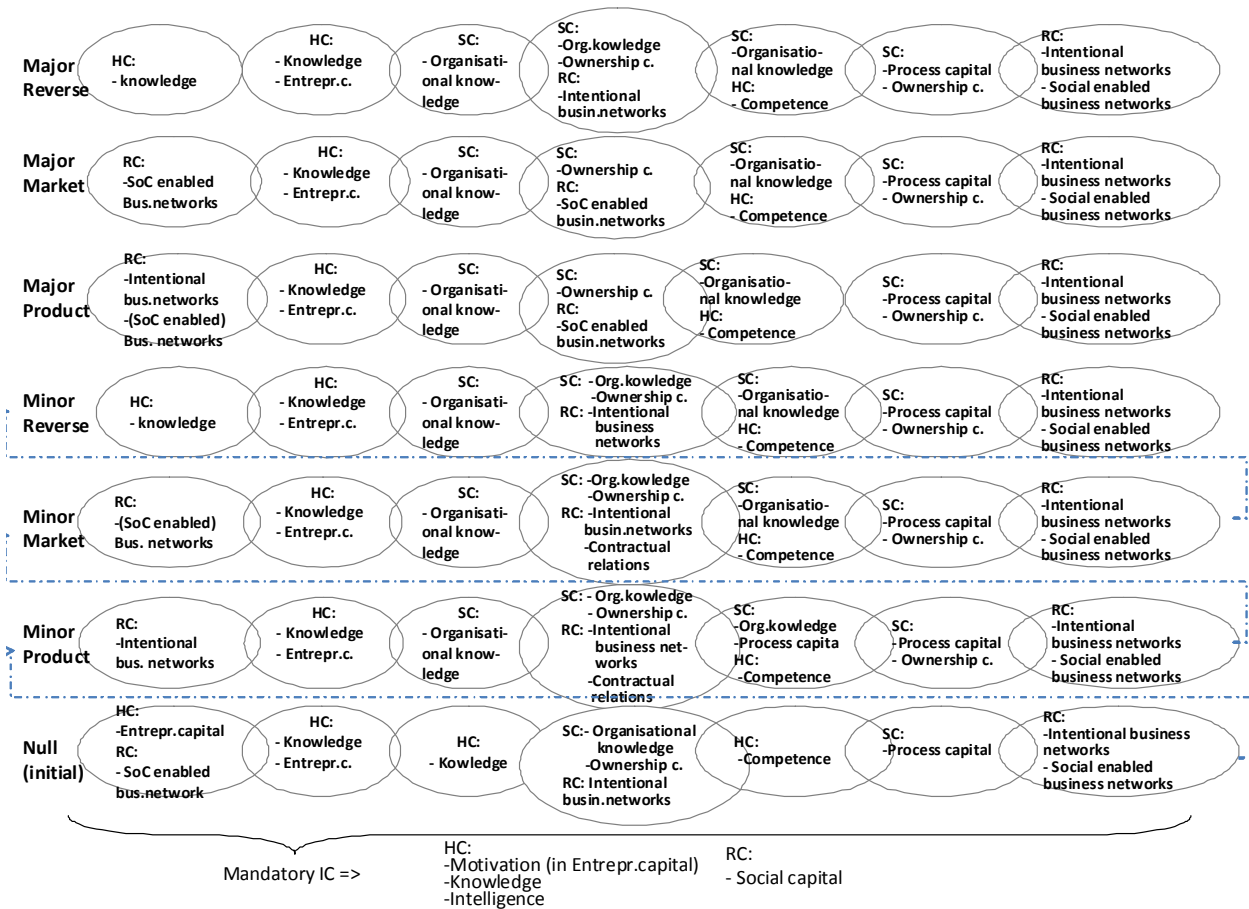 Major
Reverse
HC:
- knowledge
HC:
- Knowledge
- Entrepr.c.
SC:
- Organisati-
onal know-
ledge
SC:
-Org.kowledge
-Ownership c.
RC:
-Intentional
busin.networks
SC:
-Organisatio-
nal knowledge
HC:
- Competence
SC:
-Process capital
- Ownership c.
RC:
-Intentional
business networks
- Social enabled
business networks
Major
Market
RC:
-SoC enabled
Bus.networks
HC:
- Knowledge
- Entrepr.c.
SC:
- Organisati-
onal know-
ledge
SC:
-Ownership c.
RC:
-SoC enabled
busin.networks
SC:
-Organisatio-
nal knowledge
HC:
- Competence
SC:
-Process capital
- Ownership c.
RC:
-Intentional
business networks
- Social enabled
business networks
Major
Product
RC:
-Intentional
bus.networks
-(SoC enabled)
Bus. networks
HC:
- Knowledge
- Entrepr.c.
SC:
- Organisati-
onal know-
ledge
SC:
-Ownership c.
RC:
-SoC enabled
busin.networks
SC:
-Organisatio-
nal knowledge
HC:
- Competence
SC:
-Process capital
- Ownership c.
RC:
-Intentional
business networks
- Social enabled
business networks
Minor
Reverse
HC:
- knowledge
HC:
- Knowledge
- Entrepr.c.
SC:
- Organisati-
onal know-
ledge
SC: -Org.kowledge
-Ownership c.
RC: -Intentional
business
networks
SC:
-Organisatio-
nal knowledge
HC:
- Competence
SC:
-Process capital
- Ownership c.
RC:
-Intentional
business networks
- Social enabled
business networks
Minor
Market
RC:
-(SoC enabled)
Bus. networks
HC:
- Knowledge
- Entrepr.c.
SC:
- Organisati-
onal know-
ledge
SC: -Org.kowledge
-Ownership c.
RC: -Intentional
busin.networks
-Contractual
relations
SC:
-Organisatio-
nal knowledge
HC:
- Competence
SC:
-Process capital
- Ownership c.
RC:
-Intentional
business networks
- Social enabled
business networks
Minor
Product
RC:
-Intentional
bus. networks
HC:
- Knowledge
- Entrepr.c.
SC:
- Organisati-
onal know-
ledge
SC: - Org.kowledge
- Ownership c.
RC: -Intentional
business net-
works
-Contractual
relations
SC:
-Org.kowledge
-Process capita
HC:
-Competence
SC:
-Process capital
- Ownership c.
RC:
-Intentional
business networks
- Social enabled
business networks
Null
(initial)
HC:
-Entrepr.capital
RC:
- SoC enabled
bus.network
HC:
- Knowledge
- Entrepr.c.
HC:
- Kowledge
SC:- Organisational
knowledge
-Ownership c.
RC: Intentional
busin.networks
HC:
-Competence
SC:
-Process capital
RC:
-Intentional business
networks
- Social enabled
business networks
Mandatory IC =>
HC:
-Motivation (in Entrepr.capital)
-Knowledge
-Intelligence
RC:
- Social capital